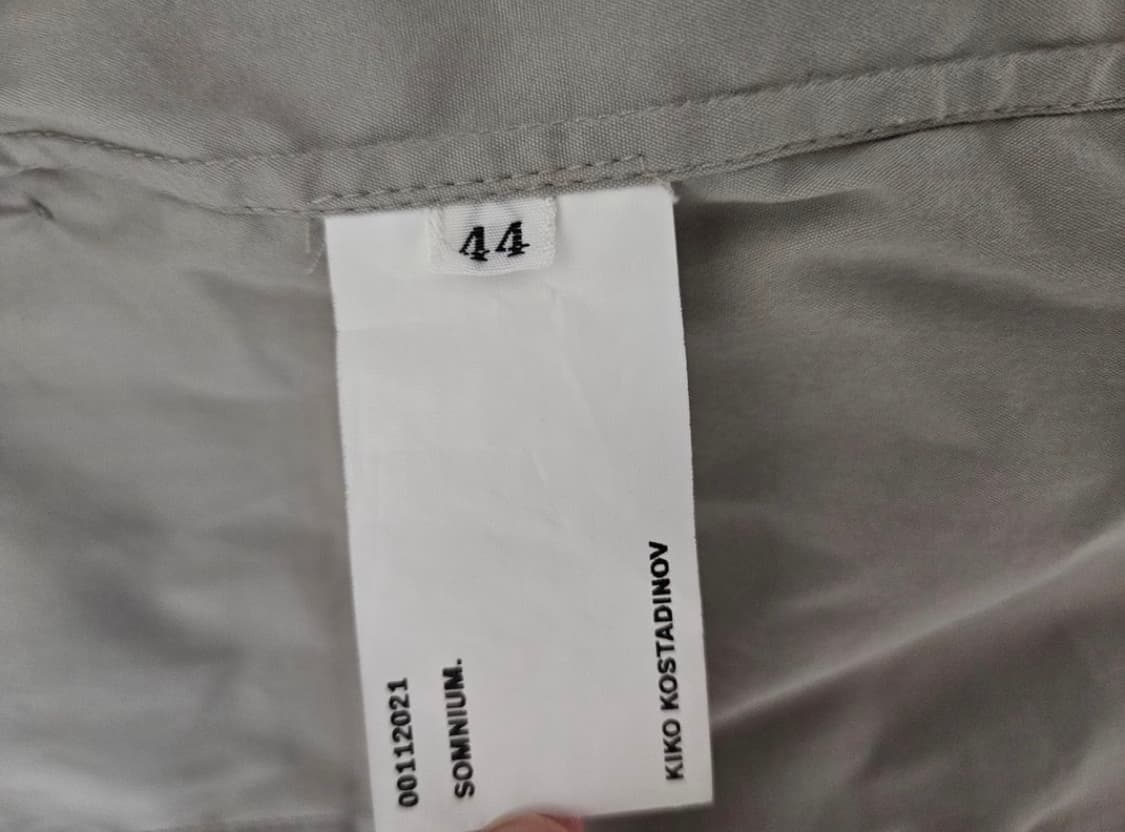 44
00112021
SOMNIUM.
KIKO KOSTADINOV